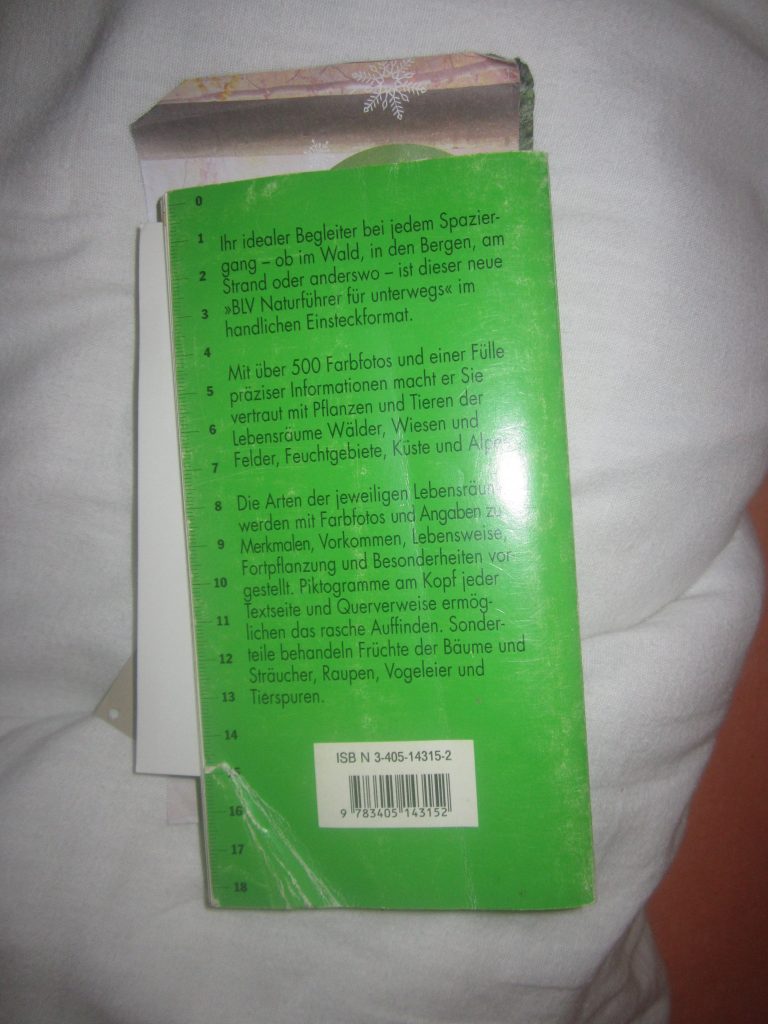 0
1
2
3
4
5
6
7
8
9
10
11
12
13
14
15
16
17
18
Ihr idealer Begleiter bei jedem Spazier-
gang – ob im Wald, in den Bergen, am
Strand oder anderswo – ist dieser neue
»BLV Naturführer für unterwegs« im
handlichen Einsteckformat.
Mit über 500 Farbfotos und einer Fülle
präziser Informationen macht er Sie
vertraut mit Pflanzen und Tieren der
Lebensräume Wälder, Wiesen und
Felder, Feuchtgebiete, Küste und
Die Arten der jeweiligen
werden mit Farbfotos und Angaben zu
Merkmalen, Vorkommen, Lebensweise,
Fortpflanzung und Besonderheiten vor-
gestellt. Piktogramme am Kopf jeder
Textseite und Querverweise ermög-
lichen das rasche Auffinden. Sonder-
teile behandeln Früchte der Bäume und
Sträucher, Raupen, Vogeleier und
Tierspuren.
ISBN 3-405-14315-2
9 783405 143152